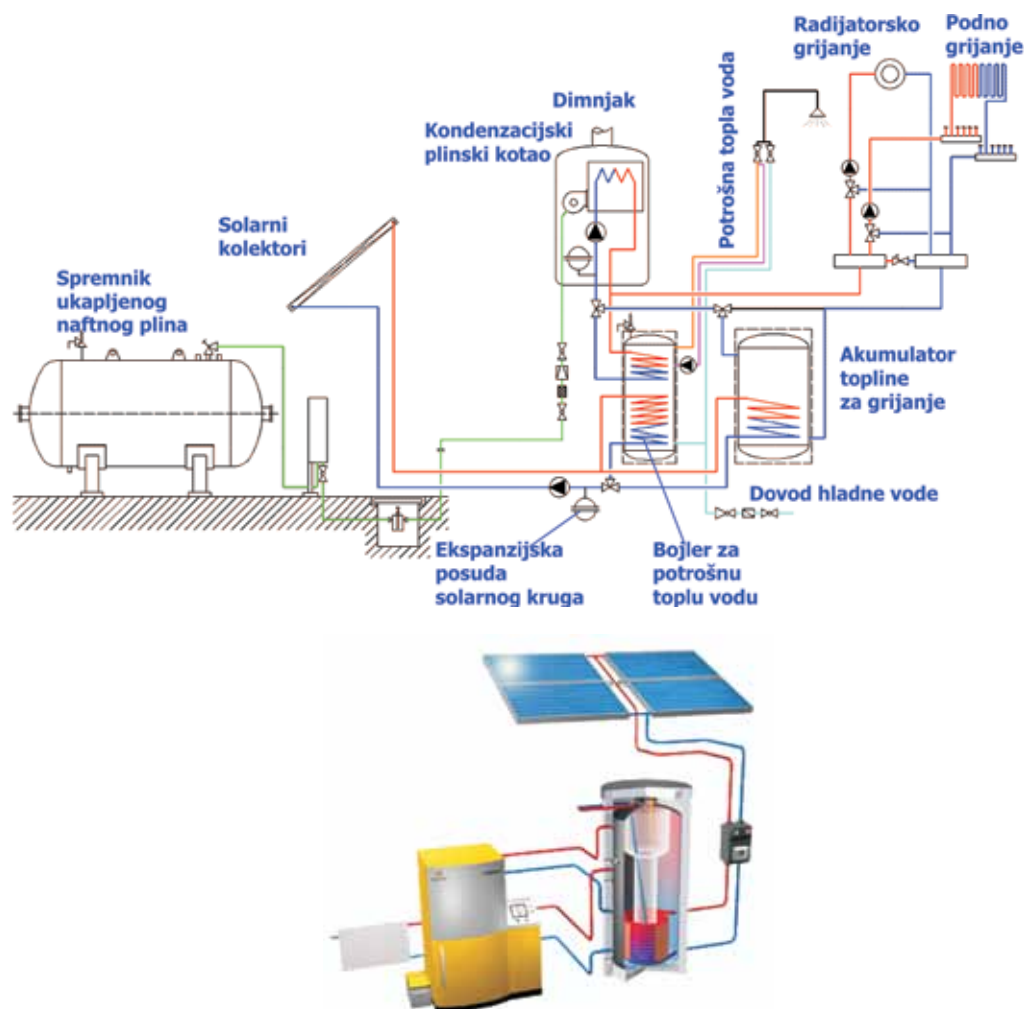 Radijatorsko
grijanje
Podno
grijanje
Dimnjak
Kondenzacijski
plinski kotao
Potrošna topla voda
Solarni
kolektori
Spremnik
ukapljenog
naftnog plina
Akumulator
topline
za grijanje
Dovod hladne vode
Ekspanzijska
posuda
solarnog kruga
Bojler za
potrošnu
toplu vodu